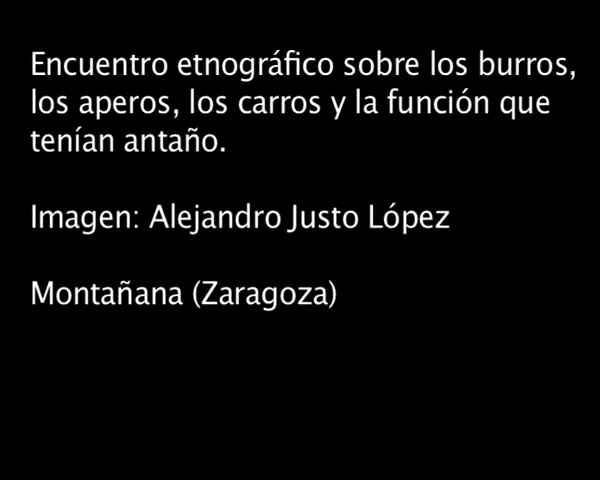 Encuentro etnográfico sobre los burros,
los aperos, los carros y la función que
tenían antaño.
Imagen: Alejandro Justo López
Montañana (Zaragoza)